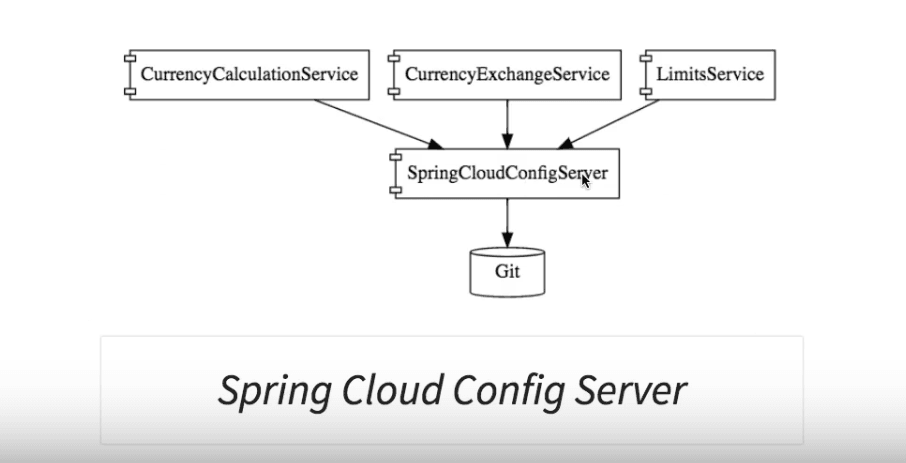 CurrencyCalculationService CurrencyExchangeService LimitsService
SpringCloudConfigServer
Git
Spring Cloud Config Server